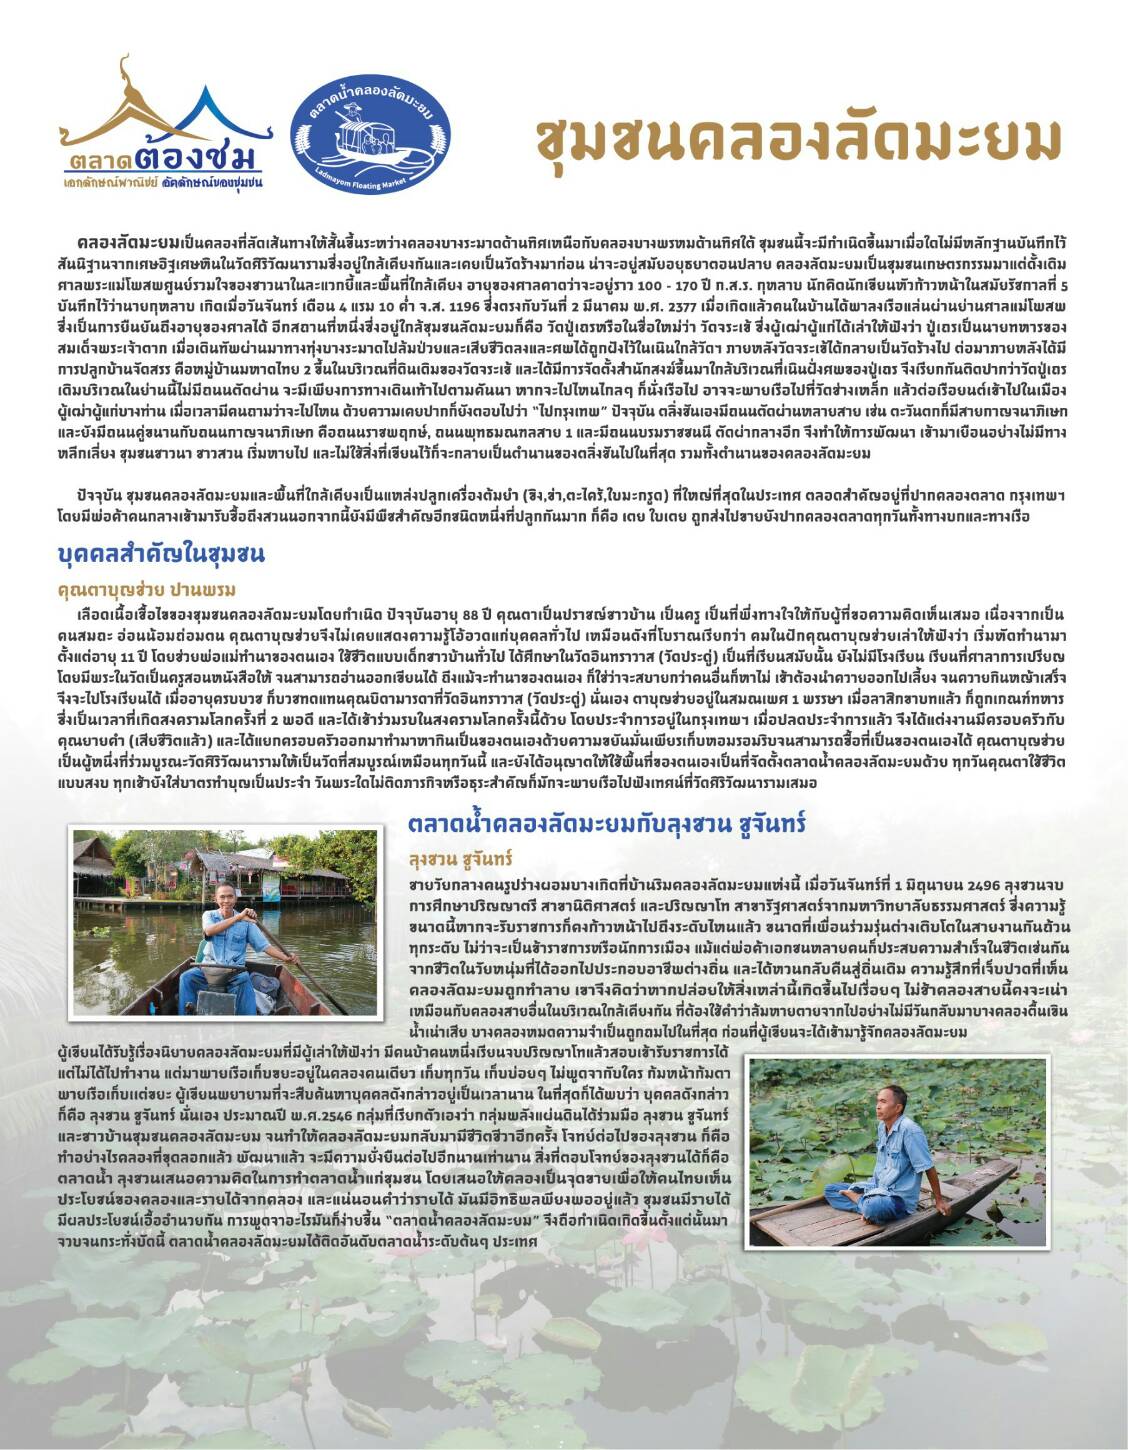 ตลาดต้องชม
เอกลักษณ์พาณิชย์ อัตลักษณ์ของชุมชน
ตลาดน้ำคลองลัดมะยม
Ladmayom Floating Market
ชุมชนคลองลัดมะยม
คลองลัดมะยมเป็นคลองที่ลัดเส้นทางให้สั้นขึ้นระหว่างคลองบางระมาดด้านทิศเหนือกับคลองบางพรหมด้านทิศใต้ ชุมชนนี้จะมีกำเนิดขึ้นมาเมื่อใดไม่มีหลักฐานบันทึกไว้
สันนิฐานจากเศษอิฐเศษหินในวัดศิริวัฒนารามซึ่งอยู่ใกล้เคียงกันและเคยเป็นวัดร้างมาก่อน น่าจะอยู่สมัยอยุธยาตอนปลาย คลองลัดมะยมเป็นชุมชนเกษตรกรรมมาแต่ดั้งเดิม
ศาลพระแม่โพสพศูนย์รวมใจของชาวนาในละแวกนี้และพื้นที่ใกล้เคียง อายุของศาลคาดว่าจะอยู่ราว 100 - 170 ปี ก.ส.ร. กุหลาบ นักคิดนักเขียนหัวก้าวหน้าในสมัยรัชกาลที่ 5
บันทึกไว้ว่านายกุหลาบ เกิดเมื่อวันจันทร์ เดือน 4 แรม 10 ค่ำ จ.ส. 1196 ซึ่งตรงกับวันที่ 2 มีนาคม พ.ศ. 2377 เมื่อเกิดแล้วคนในบ้านได้พาลงเรือแล่นผ่านย่านศาลแม่โพสพ
ซึ่งเป็นการยืนยันถึงอายุของศาลได้ อีกสถานที่หนึ่งซึ่งอยู่ใกล้ชุมชนลัดมะยมก็คือ วัดปู่เถรหรือในชื่อใหม่ว่า วัดจระเข้ ซึ่งผู้เฒ่าผู้แก่ได้เล่าให้ฟังว่า ปู่เถรเป็นนายทหารของ
สมเด็จพระเจ้าตาก เมื่อเดินทัพผ่านมาทางทุ่งบางระมาดไปล้มป่วยและเสียชีวิตลงและศพได้ถูกฝังไว้ในเนินใกล้วัดฯ ภายหลังวัดจระเข้ได้กลายเป็นวัดร้างไป ต่อมาภายหลังได้มี
การปลูกบ้านจัดสรร คือหมู่บ้านมหาดไทย 2 ขึ้นในบริเวณที่ดินเดิมของวัดจระเข้ และได้มีการจัดตั้งสำนักสงฆ์ขึ้นมาใกล้บริเวณที่เนินฝั่งศพของปู่เถร จึงเรียกกันติดปากว่าวัดปู่เถร
เดิมบริเวณในย่านนี้ไม่มีถนนตัดผ่าน จะมีเพียงการทางเดินเท้าไปตามคันนา หากจะไปไหนไกลๆ ก็นั่งเรือไป อาจจะพายเรือไปที่วัดช่างเหล็ก แล้วต่อเรือยนต์เข้าไปในเมือง
ผู้เฒ่าผู้แก่บางท่าน เมื่อเวลามีคนถามว่าจะไปไหน ด้วยความเคยปากก็ยังตอบไปว่า "ไปกรุงเทพ" ปัจจุบัน ตลิ่งชันเองมีถนนตัดผ่านหลายสาย เช่น ตะวันตกก็มีสายกาญจนาภิเษก
และยังมีถนนคู่ขนานกับถนนกาญจนาภิเษก คือถนนราชพฤกษ์, ถนนพุทธมณฑลสาย 1 และมีถนนบรมราชชนนี ตัดผ่ากลางอีก จึงทำให้การพัฒนา เข้ามาเยือนอย่างไม่มีทาง
หลีกเลี่ยง ชุมชนชาวนา ชาวสวน เริ่มหายไป และไม่ใช้สิ่งที่เขียนไว้ก็จะกลายเป็นตำนานของตลิ่งชันไปในที่สุด รวมทั้งตำนานของคลองลัดมะยม
ปัจจุบัน ชุมชนคลองลัดมะยมและพื้นที่ใกล้เคียงเป็นแหล่งปลูกเครื่องต้มยำ (ขิง,ข่า,ตะไคร้,ใบมะกรูด) ที่ใหญ่ที่สุดในประเทศ ตลอดสำคัญอยู่ที่ปากคลองตลาด กรุงเทพฯ
โดยมีพ่อค้าคนกลางเข้ามารับซื้อถึงสวนนอกจากนี้ยังมีพืชสำคัญอีกชนิดหนึ่งที่ปลูกกันมาก ก็คือ เตย ใบเตย ถูกส่งไปขายยังปากคลองตลาดทุกวันทั้งทางบกและทางเรือ
บุคคลสำคัญในชุมชน
คุณตาบุญช่วย ปานพรม
เลือดเนื้อเชื้อไขของชุมชนคลองลัดมะยมโดยกำเนิด ปัจจุบันอายุ 88 ปี คุณตาเป็นปราชญ์ชาวบ้าน เป็นครู เป็นที่พึ่งทางใจให้กับผู้ที่ขอความคิดเห็นเสมอ เนื่องจากเป็น
คนสมถะ อ่อนน้อมถ่อมตน คุณตาบุญช่วยจึงไม่เคยแสดงความรู้โอ้อวดแก่บุคคลทั่วไป เหมือนดังที่โบราณเรียกว่า คมในฝักคุณตาบุญช่วยเล่าให้ฟังว่า เริ่มหัดทำนามา
ตั้งแต่อายุ 11 ปี โดยช่วยพ่อแม่ทำนาของตนเอง ใช้ชีวิตแบบเด็กชาวบ้านทั่วไป ได้ศึกษาในวัดอินทราวาส (วัดประดู่) เป็นที่เรียนสมัยนั้น ยังไม่มีโรงเรียน เรียนที่ศาลาการเปรียญ
โดยมีพระในวัดเป็นครูสอนหนังสือให้ จนสามารถอ่านออกเขียนได้ ถึงแม้จะทำนาของตนเอง ก็ใช่ว่าจะสบายกว่าคนอื่นก็หาไม่ เช้าต้องนำควายออกไปเลี้ยง จนควายกินหญ้าเสร็จ
จึงจะไปโรงเรียนได้ เมื่ออายุครบบวช ก็บวชทดแทนคุณบิดามารดาที่วัดอินทราวาส (วัดประดู่) นั่นเอง ตาบุญช่วยอยู่ในสมณเพศ 1 พรรษา เมื่อลาสิกขาบทแล้ว ก็ถูกเกณฑ์ทหาร
ซึ่งเป็นเวลาที่เกิดสงครามโลกครั้งที่ 2 พอดี และได้เข้าร่วมรบในสงครามโลกครั้งนี้ด้วย โดยประจำการอยู่ในกรุงเทพฯ เมื่อปลดประจำการแล้ว จึงได้แต่งงานมีครอบครัวกับ
คุณยายคำ (เสียชีวิตแล้ว) และได้แยกครอบครัวออกมาทำมาหากินเป็นของตนเองด้วยความขยันมั่นเพียรเก็บหอมรอมริบจนสามารถซื้อที่เป็นของตนเองได้ คุณตาบุญช่วย
เป็นผู้หนึ่งที่ร่วมบูรณะวัดศิริวัฒนารามให้เป็นวัดที่สมบูรณ์เหมือนทุกวันนี้ และยังได้อนุญาตให้ใช้พื้นที่ของตนเองเป็นที่จัดตั้งตลาดน้ำคลองลัดมะยมด้วย ทุกวันคุณตาใช้ชีวิต
แบบสงบ ทุกเช้ายังใส่บาตรทำบุญเป็นประจำ วันพระใดไม่ติดภารกิจหรือธุระสำคัญก็มักจะพายเรือไปฟังเทศน์ที่วัดศิริวัฒนารามเสมอ
ตลาดน้ำคลองลัดมะยมกับลุงชวน ชูจันทร์
ลุงชวน ชูจันทร์
ชายวัยกลางคนรูปร่างผอมบางเกิดที่บ้านริมคลองลัดมะยมแห่งนี้ เมื่อวันจันทร์ที่ 1 มิถุนายน 2496 ลุงชวนจบ
การศึกษาปริญญาตรี สาขานิติศาสตร์ และปริญญาโท สาขารัฐศาสตร์จากมหาวิทยาลัยธรรมศาสตร์ ซึ่งความรู้
ขนาดนี้หากจะรับราชการก็คงก้าวหน้าไปถึงระดับไหนแล้ว ขนาดที่เพื่อนร่วมรุ่นต่างเติบโตในสายงานกันถ้วน
ทุกระดับ ไม่ว่าจะเป็นข้าราชการหรือนักการเมือง แม้แต่พ่อค้าเอกชนหลายคนก็ประสบความสำเร็จในชีวิตเช่นกัน
จากชีวิตในวัยหนุ่มที่ได้ออกไปประกอบอาชีพต่างถิ่น และได้หวนกลับคืนสู่ถิ่นเดิม ความรู้สึกที่เจ็บปวดที่เห็น
คลองลัดมะยมถูกทำลาย เขาจึงคิดว่าหากปล่อยให้สิ่งเหล่านี้เกิดขึ้นไปเรื่อยๆ ไม่ช้าคลองสายนี้คงจะเน่า
เหมือนกับคลองสายอื่นในบริเวณใกล้เคียงกัน ที่ต้องใช้คำว่าล้มหายตายจากไปอย่างไม่มีวันกลับมาบางคลองตื้นเขิน
น้ำเน่าเสีย บางคลองหมดความจำเป็นถูกถมไปในที่สุด ก่อนที่ผู้เขียนจะได้เข้ามารู้จักคลองลัดมะยม
ผู้เขียนได้รับรู้เรื่องนิยายคลองลัดมะยมที่มีผู้เล่าให้ฟังว่า มีคนบ้าคนหนึ่งเรียนจบปริญญาโทแล้วสอบเข้ารับราชการได้
แต่ไม่ได้ไปทำงาน แต่มาพายเรือเก็บขยะอยู่ในคลองคนเดียว เก็บทุกวัน เก็บบ่อยๆ ไม่พูดจากับใคร ก้มหน้าก้มตา
พายเรือเก็บแต่ขยะ ผู้เขียนพยายามที่จะสืบค้นหาบุคคลดังกล่าวอยู่เป็นเวลานาน ในที่สุดก็ได้พบว่า บุคคลดังกล่าว
ก็คือ ลุงชวน ชูจันทร์ นั่นเอง ประมาณปี พ.ศ.2546 กลุ่มที่เรียกตัวเองว่า กลุ่มพลังแผ่นดินได้ร่วมมือ ลุงชวน ชูจันทร์
และชาวบ้านชุมชนคลองลัดมะยม จนทำให้คลองลัดมะยมกลับมามีชีวิตชีวาอีกครั้ง โจทย์ต่อไปของลุงชวน ก็คือ
ทำอย่างไรคลองที่ขุดลอกแล้ว พัฒนาแล้ว จะมีความยั่งยืนต่อไปอีกนานเท่านาน สิ่งที่ตอบโจทย์ของลุงชวนได้ก็คือ
ตลาดน้ำ ลุงชวนเสนอความคิดในการทำตลาดน้ำแก่ชุมชน โดยเสนอให้คลองเป็นจุดขายเพื่อให้คนไทยเห็น
ประโยชน์ของคลองและรายได้จากคลอง และแน่นอนคำว่ารายได้ มันมีอิทธิพลเพียงพออยู่แล้ว ชุมชนมีรายได้
มีผลประโยชน์เอื้ออำนวยกัน การพูดจาอะไรมันก็ง่ายขึ้น "ตลาดน้ำคลองลัดมะยม" จึงถือกำเนิดเกิดขึ้นตั้งแต่นั้นมา
จวบจนกระทั่งบัดนี้ ตลาดน้ำคลองลัดมะยมได้ติดอันดับตลาดน้ำระดับต้นๆ ประเทศ